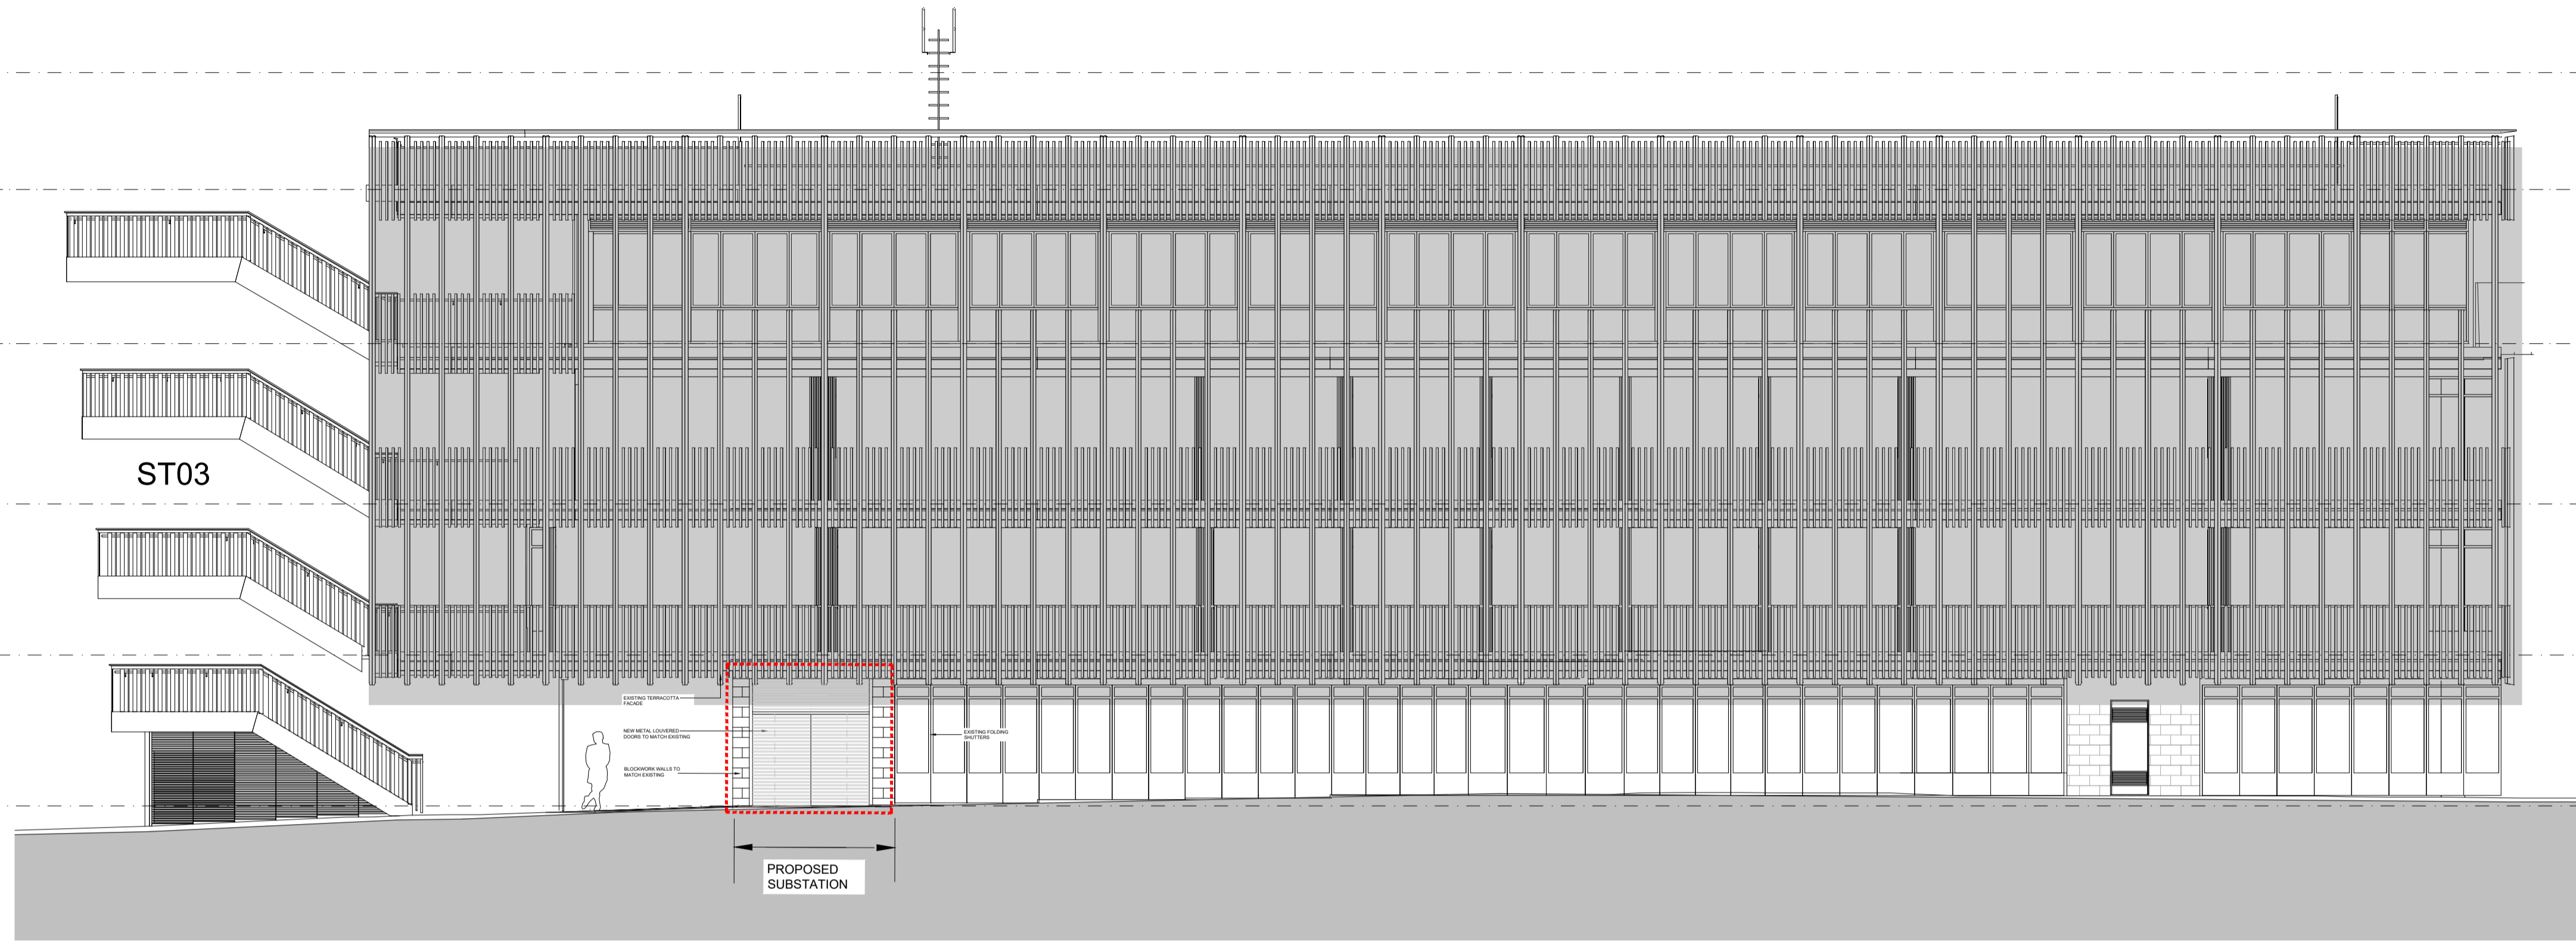 ST03
EXISTING TERRACOTTA
FACADE
NEW METAL LOUVERED
DOORS TO MATCH EXISTING
BLOCKWORK WALLS TO
MATCH EXISTING
EXISTING FOLDING
SHUTTERS
PROPOSED
SUBSTATION